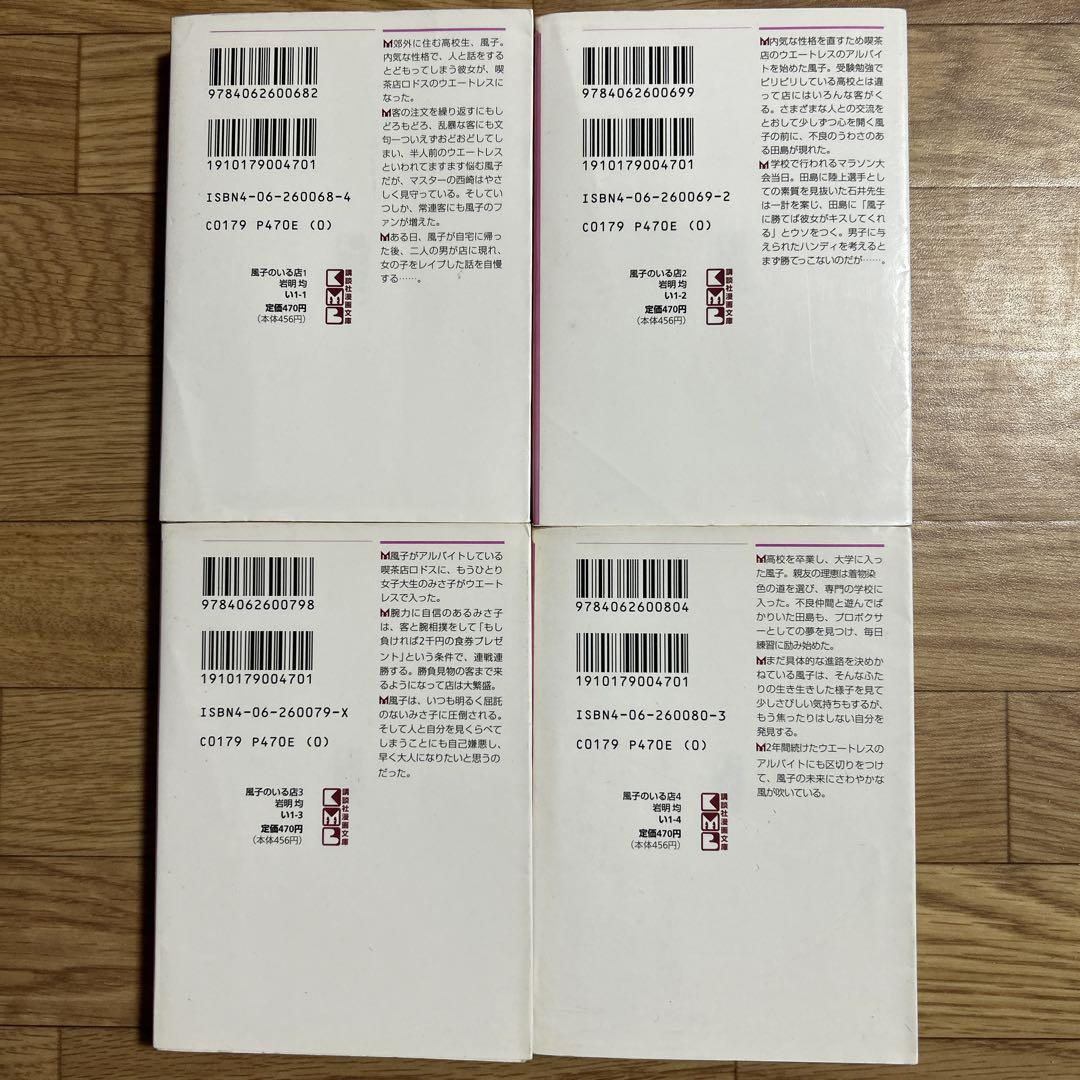 9784062600682
1910179004701
ISBN4-06-260068-4
C0179 P470E (0)
風子のいる店1
岩明 均
い1-1
定価470円
（本体456円）
KMB
講談社漫画文庫
M郊外に住む高校生、風子。
内気な性格で、人と話をする
とどもってしまう彼女が、喫
茶店ロドスのウエートレスに
なった。
M客の注文を繰り返すにもし
どろもどろ、乱暴な客にも文
句一ついえずおどおどしてし
まい、半人前のウエートレス
といわれてますます悩む風子
だが、マスターの西崎はやさ
しく見守っている。そしてい
つしか、常連客にも風子のフ
ァンが増えた。
Mある日、風子が自宅に帰っ
た後、二人の男が店に現れ、
女の子をレイプした話を自慢
する……。
9784062600699
1910179004701
ISBN4-06-260069-2
C0179 P470E (0)
風子のいる店2
岩明 均
い1-2
定価470円
（本体456円）
KMB
講談社漫画文庫
M内気な性格を直すため喫茶
店のウエートレスのアルバイ
トを始めた風子。受験勉強で
ピリピリしている高校とは違
って店にはいろんな客がく
る。さまざまな人との交流を
とおして少しずつ心を開く風
子の前に、不良のうわさのあ
る田島が現れた。
M学校で行われるマラソン大
会当日。田島に陸上選手とし
ての素質を見抜いた石井先生
は一計を案じ、田島に「風子
に勝てば彼女がキスしてくれ
る」とウソをつく。男子に与
えられたハンディを考えると
まず勝てっこないのだが……。
9784062600798
1910179004701
ISBN4-06-260079-X
C0179 P470E (0)
風子のいる店3
岩明 均
い1-3
定価470円
（本体456円）
KMB
講談社漫画文庫
M風子がアルバイトしている
喫茶店ロドスに、もうひとり
女子大生のみさ子がウエート
レスで入った。
M腕力に自信のあるみさ子
は、客と腕相撲をして「もし
負ければ2千円の食券プレゼ
ント」という条件で、連戦連
勝する。勝負見物の客まで来
るようになって店は大繁盛。
M風子は、いつも明るく屈託
のないみさ子に圧倒される。
そして人と自分を見くらべて
しまうことにも自己嫌悪し、
早く大人になりたいと思うの
だった。
9784062600804
1910179004701
ISBN4-06-260080-3
C0179 P470E (0)
風子のいる店4
岩明 均
い1-4
定価470円
（本体456円）
KMB
講談社漫画文庫
M高校を卒業し、大学に入っ
た風子。親友の理恵は着物染
色の道を選び、専門の学校に
入った。不良仲間と遊んでば
かりいた田島も、プロボクサ
ーとしての夢を見つけ、毎日
練習に励み始めた。
Mまだ具体的な進路を決めか
ねている風子は、そんなふた
りの生き生きした様子を見て
少しさびしい気持ちもするが、
もう焦ったりはしない自分を
発見する。
M2年間続けたウエートレスの
アルバイトにも区切りをつけ
て、風子の未来にさわやかな
風が吹いている。